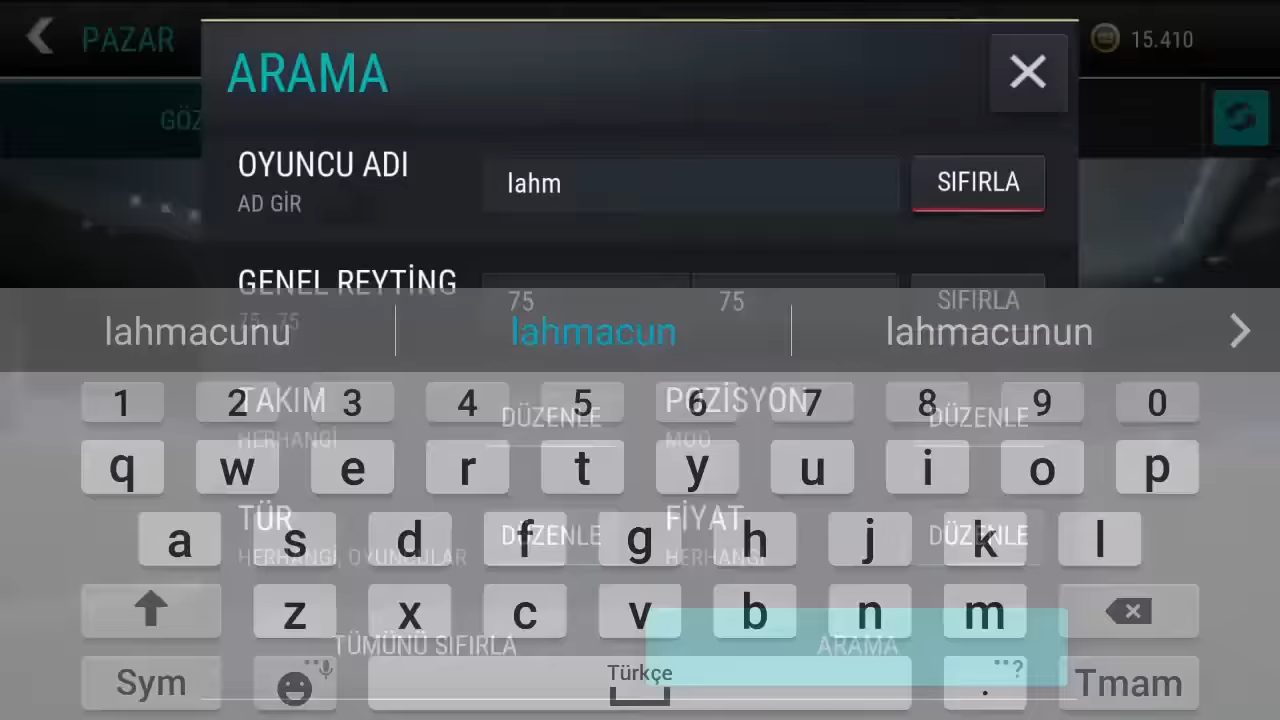 PAZAR
15.410
ARAMA
GÖZ
OYUNCU ADI
lahm
SIFIRLA
AD GİR
GENEL REYTİNG
75
75
SIFIRLA
75 - 75
lahmacunu
lahmacun
lahmacunun
1 2 3 4 5 6 7 8 9 0
TAKIM
DÜZENLE
POZİSYON
DÜZENLE
HERHANGİ
MOO
q w e r t y u i o p
TÜR
DÜZENLE
FİYAT
DÜZENLE
HERHANGİ, OYUNCULAR
HERHANGİ
a s d f g h j k l
z x c v b n m
TÜMÜNÜ SIFIRLA
ARAMA
Sym
Türkçe
. ?
Tmam